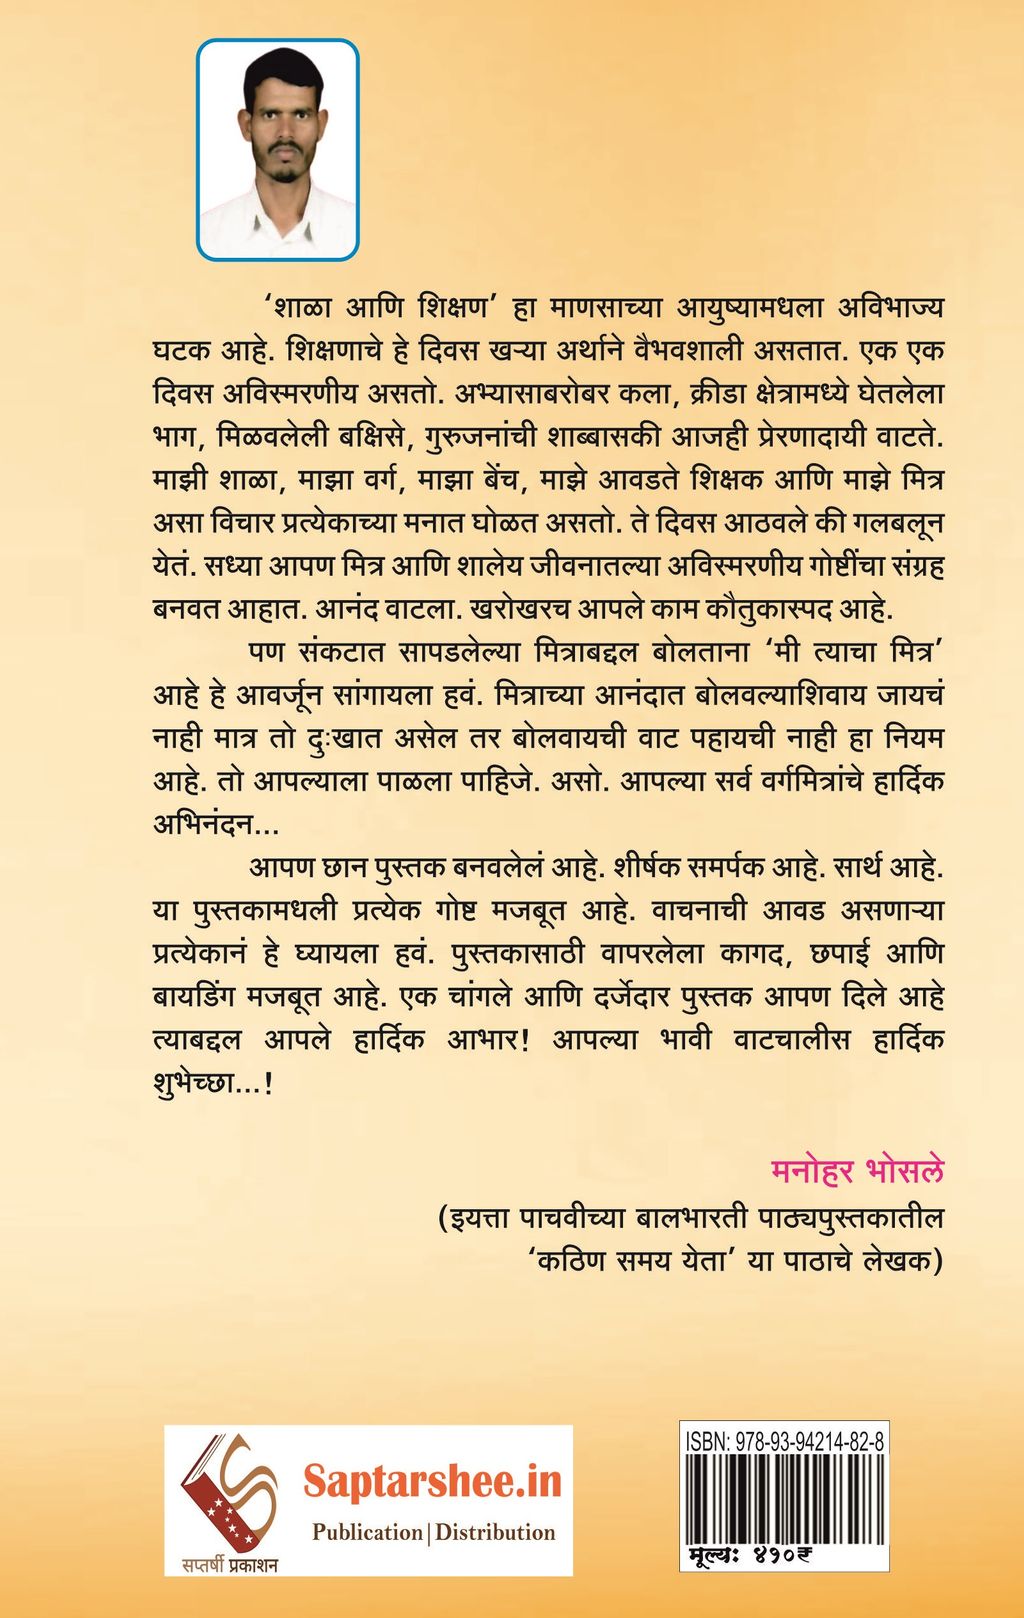 ‘शाळा आणि शिक्षण’ हा माणसाच्या आयुष्यामधला अविभाज्य
घटक आहे. शिक्षणाचे हे दिवस खऱ्या अर्थाने वैभवशाली असतात. एक एक
दिवस अविस्मरणीय असतो. अभ्यासाबरोबर कला, क्रीडा क्षेत्रामध्ये घेतलेला
भाग, मिळवलेली बक्षिसे, गुरुजनांची शाब्बासकी आजही प्रेरणादायी वाटते.
माझी शाळा, माझा वर्ग, माझा बेंच, माझे आवडते शिक्षक आणि माझे मित्र
असा विचार प्रत्येकाच्या मनात घोळत असतो. ते दिवस आठवले की गलबलून
येतं. सध्या आपण मित्र आणि शालेय जीवनातल्या अविस्मरणीय गोष्टींचा संग्रह
बनवत आहात. आनंद वाटला. खरोखरच आपले काम कौतुकास्पद आहे.
पण संकटात सापडलेल्या मित्राबद्दल बोलताना ‘मी त्याचा मित्र’
आहे हे आवर्जून सांगायला हवं. मित्राच्या आनंदात बोलवल्याशिवाय जायचं
नाही मात्र तो दुःखात असेल तर बोलवायची वाट पहायची नाही हा नियम
आहे. तो आपल्याला पाळला पाहिजे. असो. आपल्या सर्व वर्गमित्रांचे हार्दिक
अभिनंदन...
आपण छान पुस्तक बनवलेलं आहे. शीर्षक समर्पक आहे. सार्थ आहे.
या पुस्तकामधली प्रत्येक गोष्ट मजबूत आहे. वाचनाची आवड असणाऱ्या
प्रत्येकानं हे घ्यायला हवं. पुस्तकासाठी वापरलेला कागद, छपाई आणि
बायडिंग मजबूत आहे. एक चांगले आणि दर्जेदार पुस्तक आपण दिले आहे
त्याबद्दल आपले हार्दिक आभार! आपल्या भावी वाटचालीस हार्दिक
शुभेच्छा...!
मनोहर भोसले
(इयत्ता पाचवीच्या बालभारती पाठ्यपुस्तकातील
‘कठिण समय येता’ या पाठाचे लेखक)
Saptarshee.in
Publication|Distribution
सप्तर्षी प्रकाशन
ISBN: 978-93-94214-82-8
मूल्य: ४१०₹